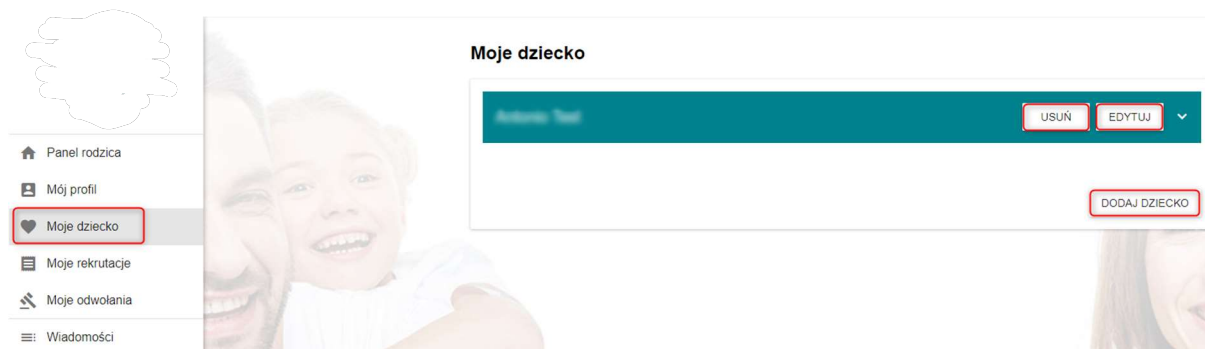 Moje dziecko
USUŃ
EDYTUJ
DODAJ DZIECKO
Panel rodzica
Mój profil
Moje dziecko
Moje rekrutacje
Moje odwołania
Wiadomości